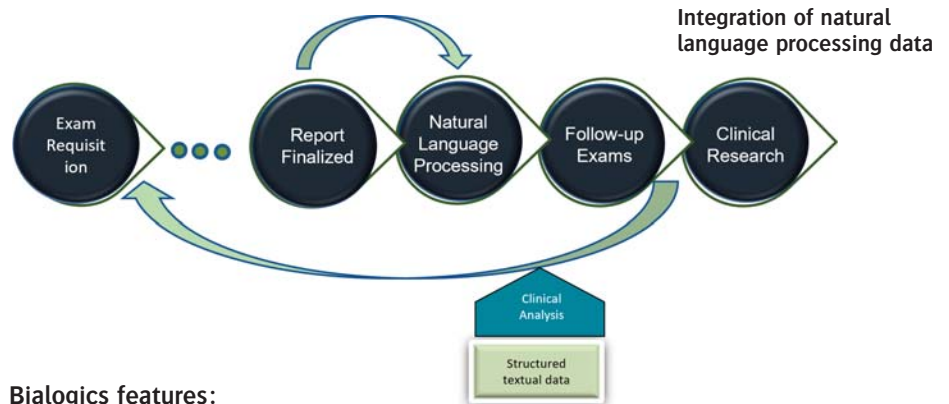 Integration of natural
language processing data
Exam
Requisit
ion
Report
Finalized
Natural
Language
Processing
Follow-up
Exams
Clinical
Research
Clinical
Analysis
Structured
textual data
Bialogics features: